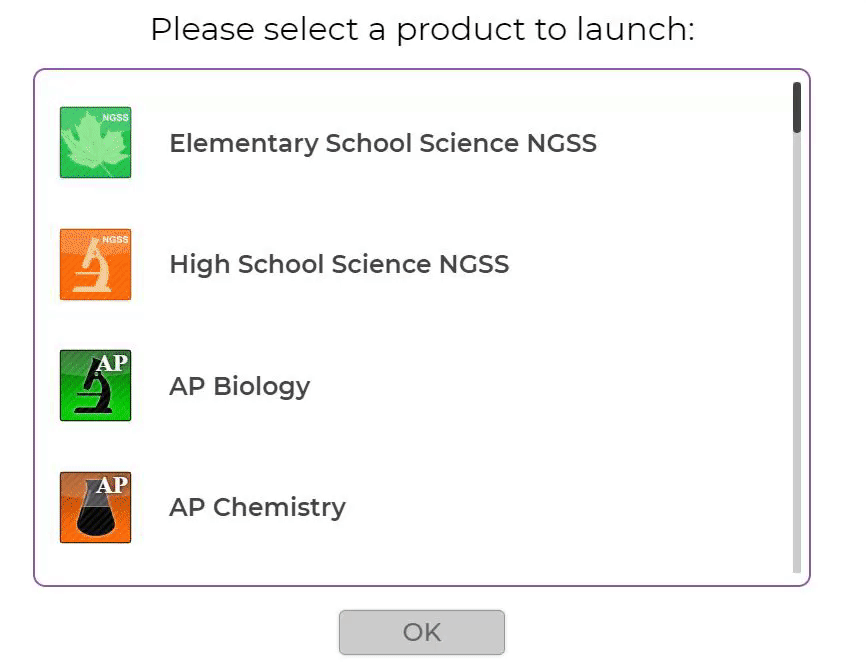 Please select a product to launch:
NGSS
Elementary School Science NGSS
NGSS
High School Science NGSS
AP
AP Biology
AP
AP Chemistry
OK